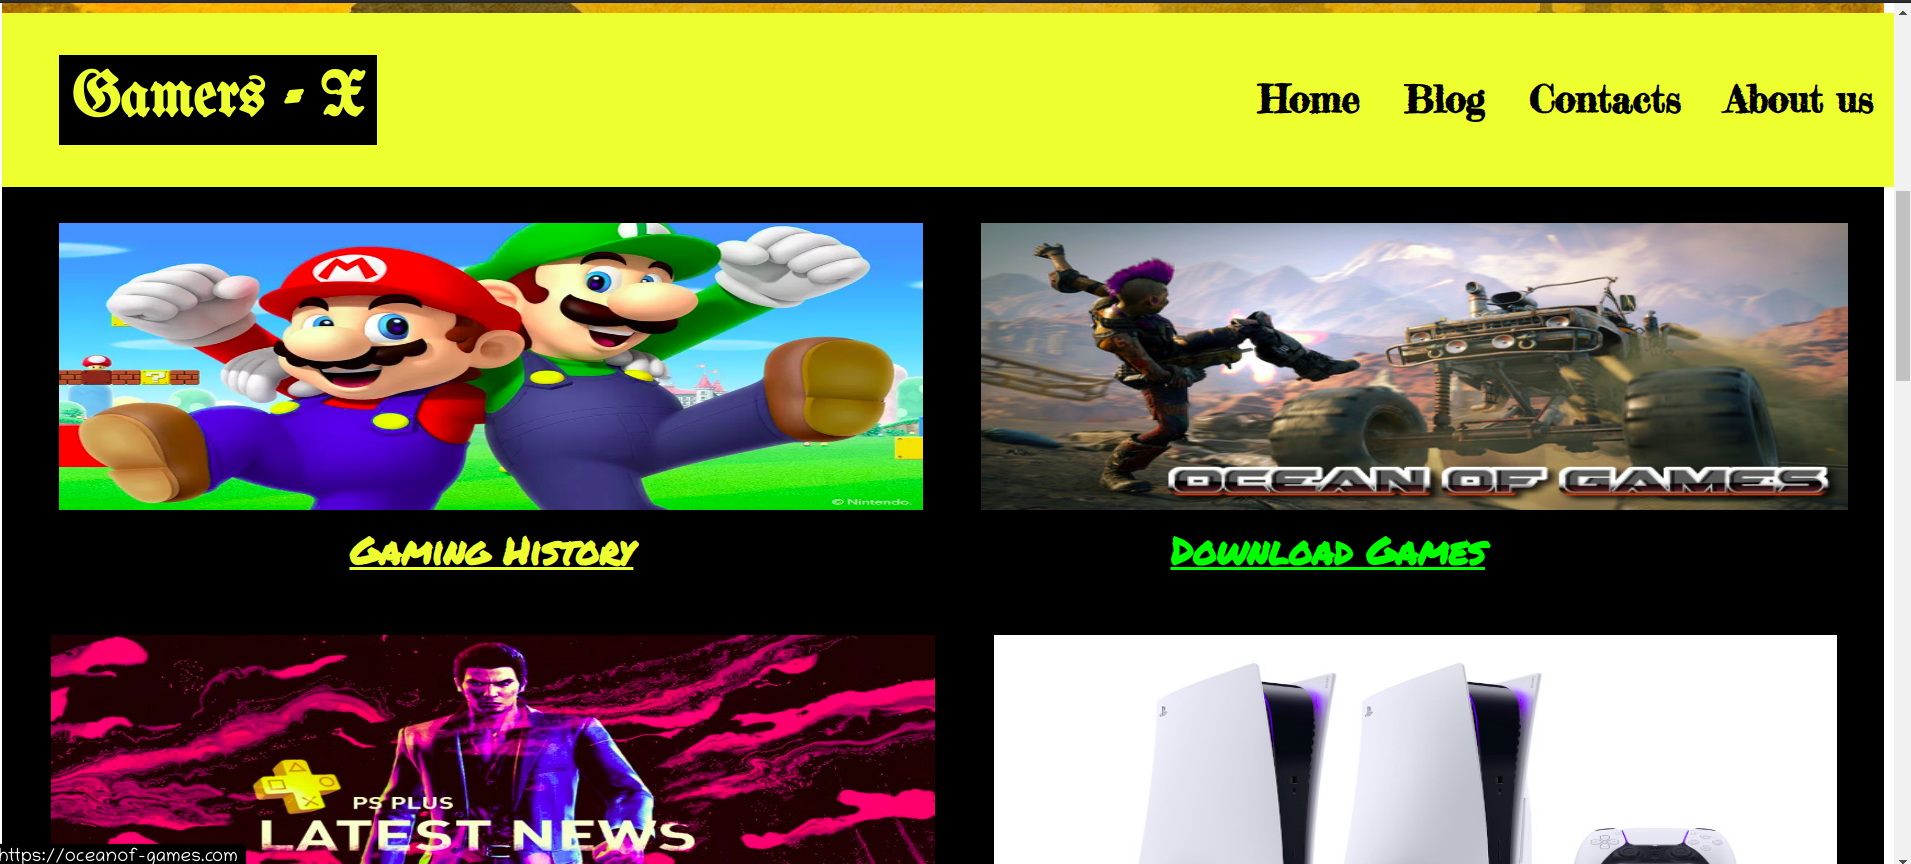 Gamers - X
Home Blog Contacts About us
M
?
© Nintendo.
OCEAN OF GAMES
Gaming History
Download Games
PS PLUS
LATEST NEWS
https://oceanof-games.com